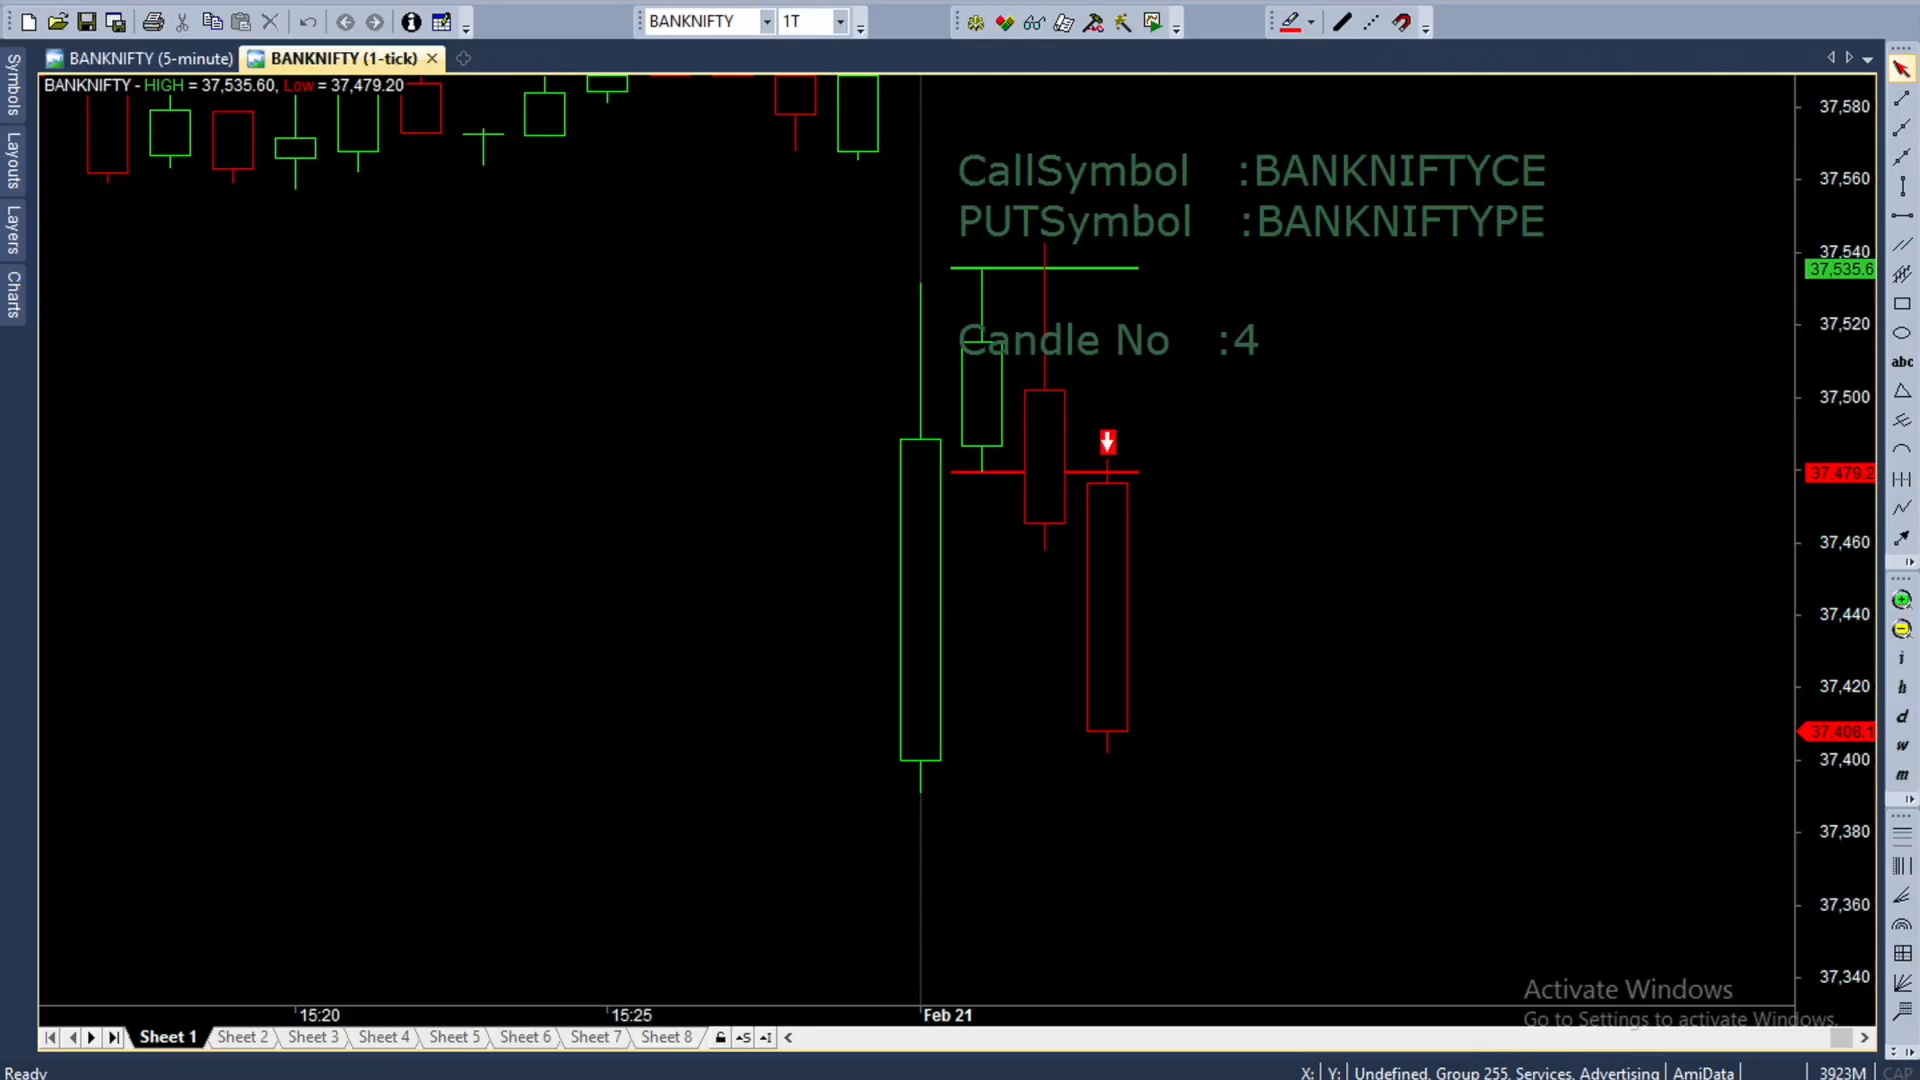 BANKNIFTY
1T
BANKNIFTY (5-minute)
BANKNIFTY (1-tick)
BANKNIFTY - HIGH = 37,535.60, Low = 37,479.20
Symbols
Layouts
Layers
Charts
CallSymbol :BANKNIFTYCE
PUTSymbol :BANKNIFTYPE
Candle No :4
37,580
37,560
37,540
37,535.6
37,520
37,500
37,479.2
37,460
37,440
37,420
37,408.1
37,400
37,380
37,360
37,340
abc
i
h
d
w
m
15:20
15:25
Feb 21
Activate Windows
Go to Settings to activate Windows.
Sheet 1
Sheet 2
Sheet 3
Sheet 4
Sheet 5
Sheet 6
Sheet 7
Sheet 8
Ready
X: Y: Undefined, Group 255, Services, Advertising AmiData 3923M CAP